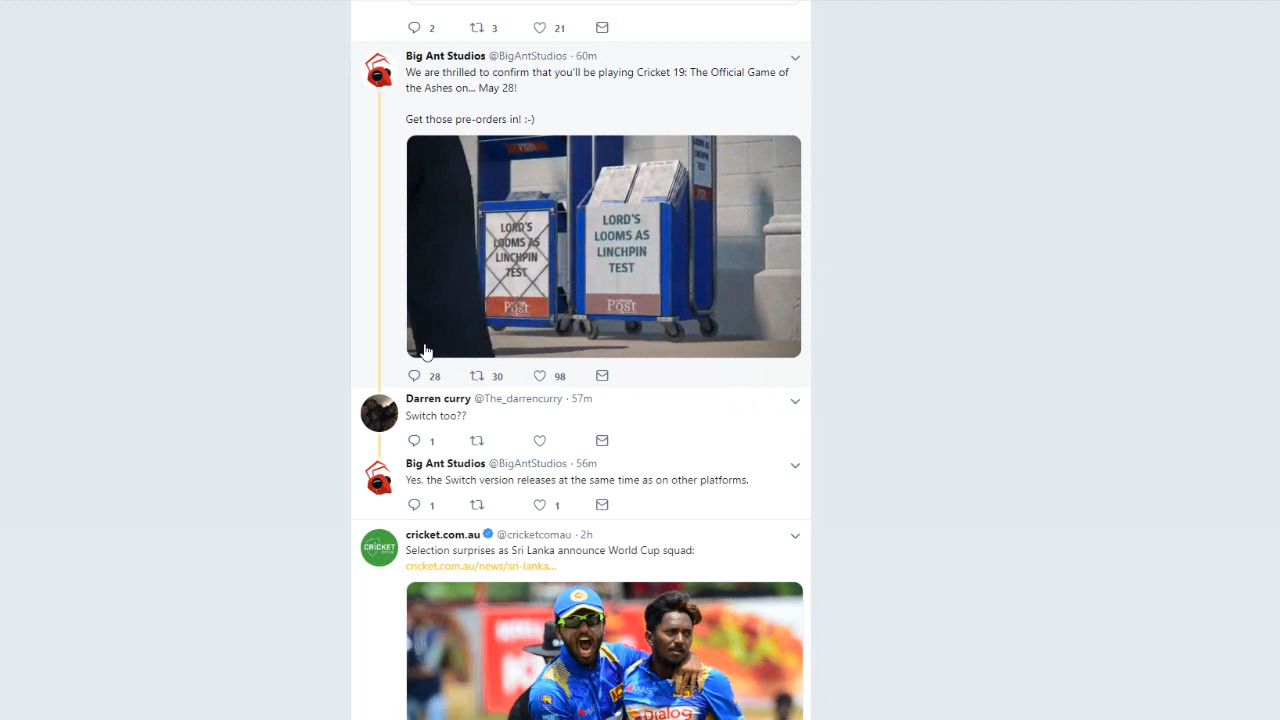 2 3 21
Big Ant Studios @BigAntStudios · 60m
We are thrilled to confirm that you'll be playing Cricket 19: The Official Game of
the Ashes on... May 28!
Get those pre-orders in! :-)
LORD'S
LOOMS AS
LINCHPIN
TEST
Post
LORD'S
LOOMS AS
LINCHPIN
TEST
Post
LINCHPIN
TEST
28 30 98
Darren curry @The_darrencurry · 57m
Switch too??
1
Big Ant Studios @BigAntStudios · 56m
Yes, the Switch version releases at the same time as on other platforms.
1 1
CRICKET
cricket.com.au @cricketcomau · 2h
Selection surprises as Sri Lanka announce World Cup squad:
cricket.com.au/news/sri-lanka...
Dialog